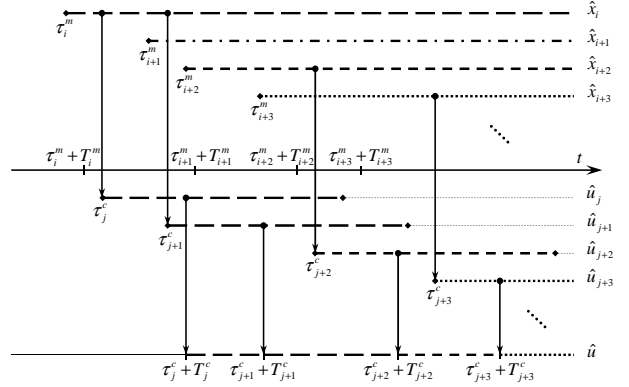 x̂_i
τ_i^m
x̂_{i+1}
τ_{i+1}^m
x̂_{i+2}
τ_{i+2}^m
x̂_{i+3}
τ_{i+3}^m
τ_i^m + T_i^m τ_{i+1}^m + T_{i+1}^m τ_{i+2}^m + T_{i+2}^m τ_{i+3}^m + T_{i+3}^m t
û_j
τ_j^c
û_{j+1}
τ_{j+1}^c
û_{j+2}
τ_{j+2}^c
û_{j+3}
τ_{j+3}^c
û
τ_j^c + T_j^c τ_{j+1}^c + T_{j+1}^c τ_{j+2}^c + T_{j+2}^c τ_{j+3}^c + T_{j+3}^c